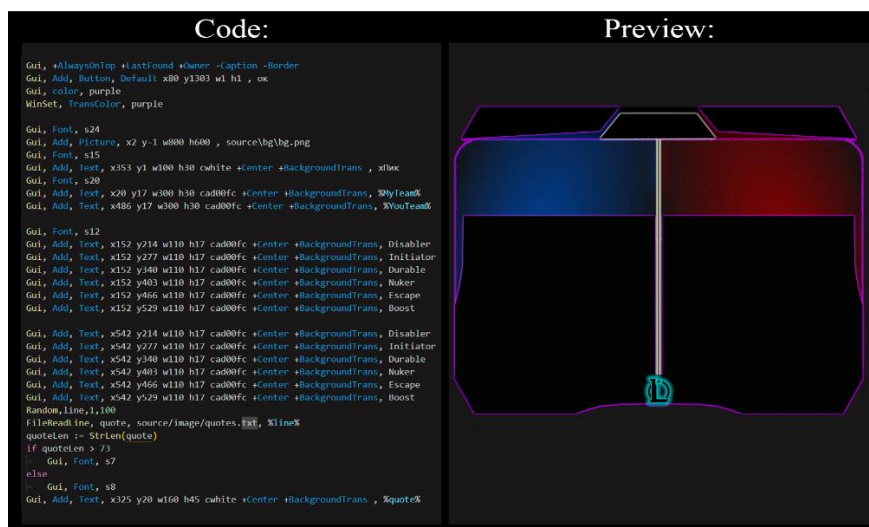 Code:
Preview:
Gui, +AlwaysOnTop +LastFound +Owner -Caption -Border
Gui, Add, Button, Default x80 y1303 w1 h1 , ок
Gui, color, purple
WinSet, TransColor, purple
Gui, Font, s24
Gui, Add, Picture, x2 y-1 w800 h600 , source\bg\bg.png
Gui, Font, s15
Gui, Add, Text, x353 y1 w100 h30 cwhite +Center +BackgroundTrans , хПик
Gui, Font, s20
Gui, Add, Text, x20 y17 w300 h30 cad00fc +Center +BackgroundTrans, %MyTeam%
Gui, Add, Text, x486 y17 w300 h30 cad00fc +Center +BackgroundTrans, %YouTeam%
Gui, Font, s12
Gui, Add, Text, x152 y214 w110 h17 cad00fc +Center +BackgroundTrans, Disabler
Gui, Add, Text, x152 y277 w110 h17 cad00fc +Center +BackgroundTrans, Initiator
Gui, Add, Text, x152 y340 w110 h17 cad00fc +Center +BackgroundTrans, Durable
Gui, Add, Text, x152 y403 w110 h17 cad00fc +Center +BackgroundTrans, Nuker
Gui, Add, Text, x152 y466 w110 h17 cad00fc +Center +BackgroundTrans, Escape
Gui, Add, Text, x152 y529 w110 h17 cad00fc +Center +BackgroundTrans, Boost
Gui, Add, Text, x542 y214 w110 h17 cad00fc +Center +BackgroundTrans, Disabler
Gui, Add, Text, x542 y277 w110 h17 cad00fc +Center +BackgroundTrans, Initiator
Gui, Add, Text, x542 y340 w110 h17 cad00fc +Center +BackgroundTrans, Durable
Gui, Add, Text, x542 y403 w110 h17 cad00fc +Center +BackgroundTrans, Nuker
Gui, Add, Text, x542 y466 w110 h17 cad00fc +Center +BackgroundTrans, Escape
Gui, Add, Text, x542 y529 w110 h17 cad00fc +Center +BackgroundTrans, Boost
Random,line,1,100
FileReadLine, quote, source/image/quotes.txt, %line%
quoteLen := StrLen(quote)
if quoteLen > 73
Gui, Font, s7
else
Gui, Font, s8
Gui, Add, Text, x325 y20 w160 h45 cwhite +Center +BackgroundTrans , %quote%